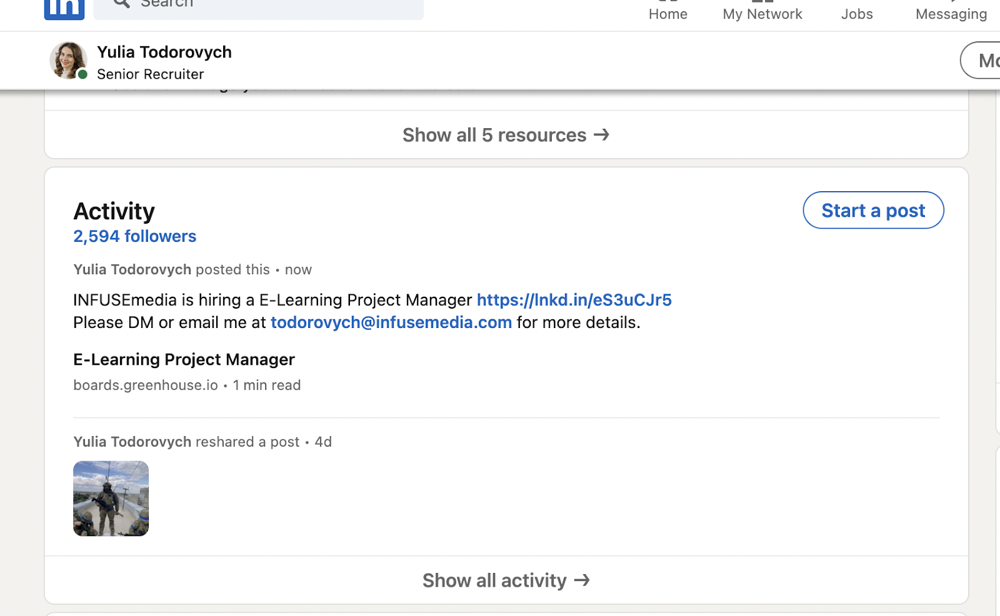 in
Search
Home
My Network
Jobs
Messaging
Yulia Todorovych
Senior Recruiter
Show all 5 resources →
Activity
Start a post
2,594 followers
Yulia Todorovych posted this • now
INFUSEmedia is hiring a E-Learning Project Manager https://lnkd.in/eS3uCJr5
Please DM or email me at todorovych@infusemedia.com for more details.
E-Learning Project Manager
boards.greenhouse.io • 1 min read
Yulia Todorovych reshared a post • 4d
Show all activity →